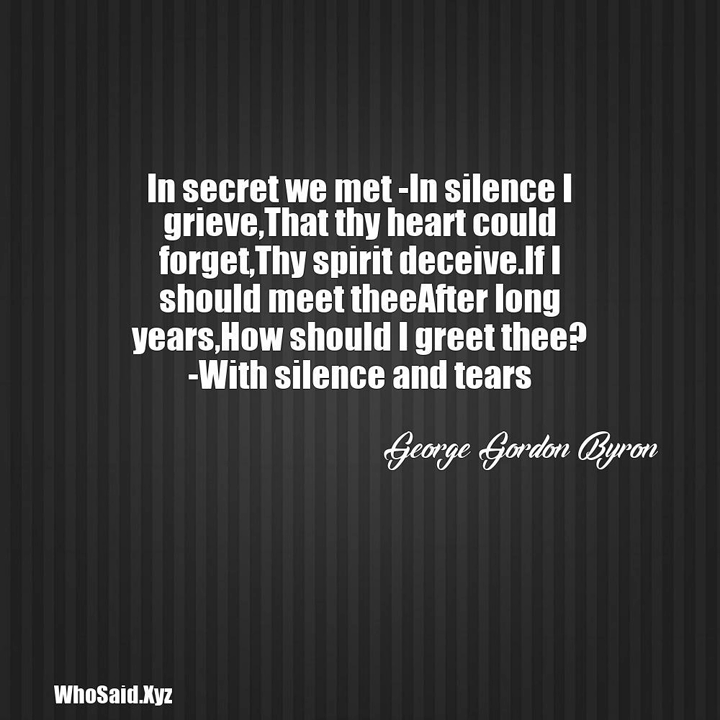 In secret we met -In silence I
grieve,That thy heart could
forget,Thy spirit deceive.If I
should meet theeAfter long
years,How should I greet thee?
-With silence and tears
George Gordon Byron
WhoSaid.Xyz